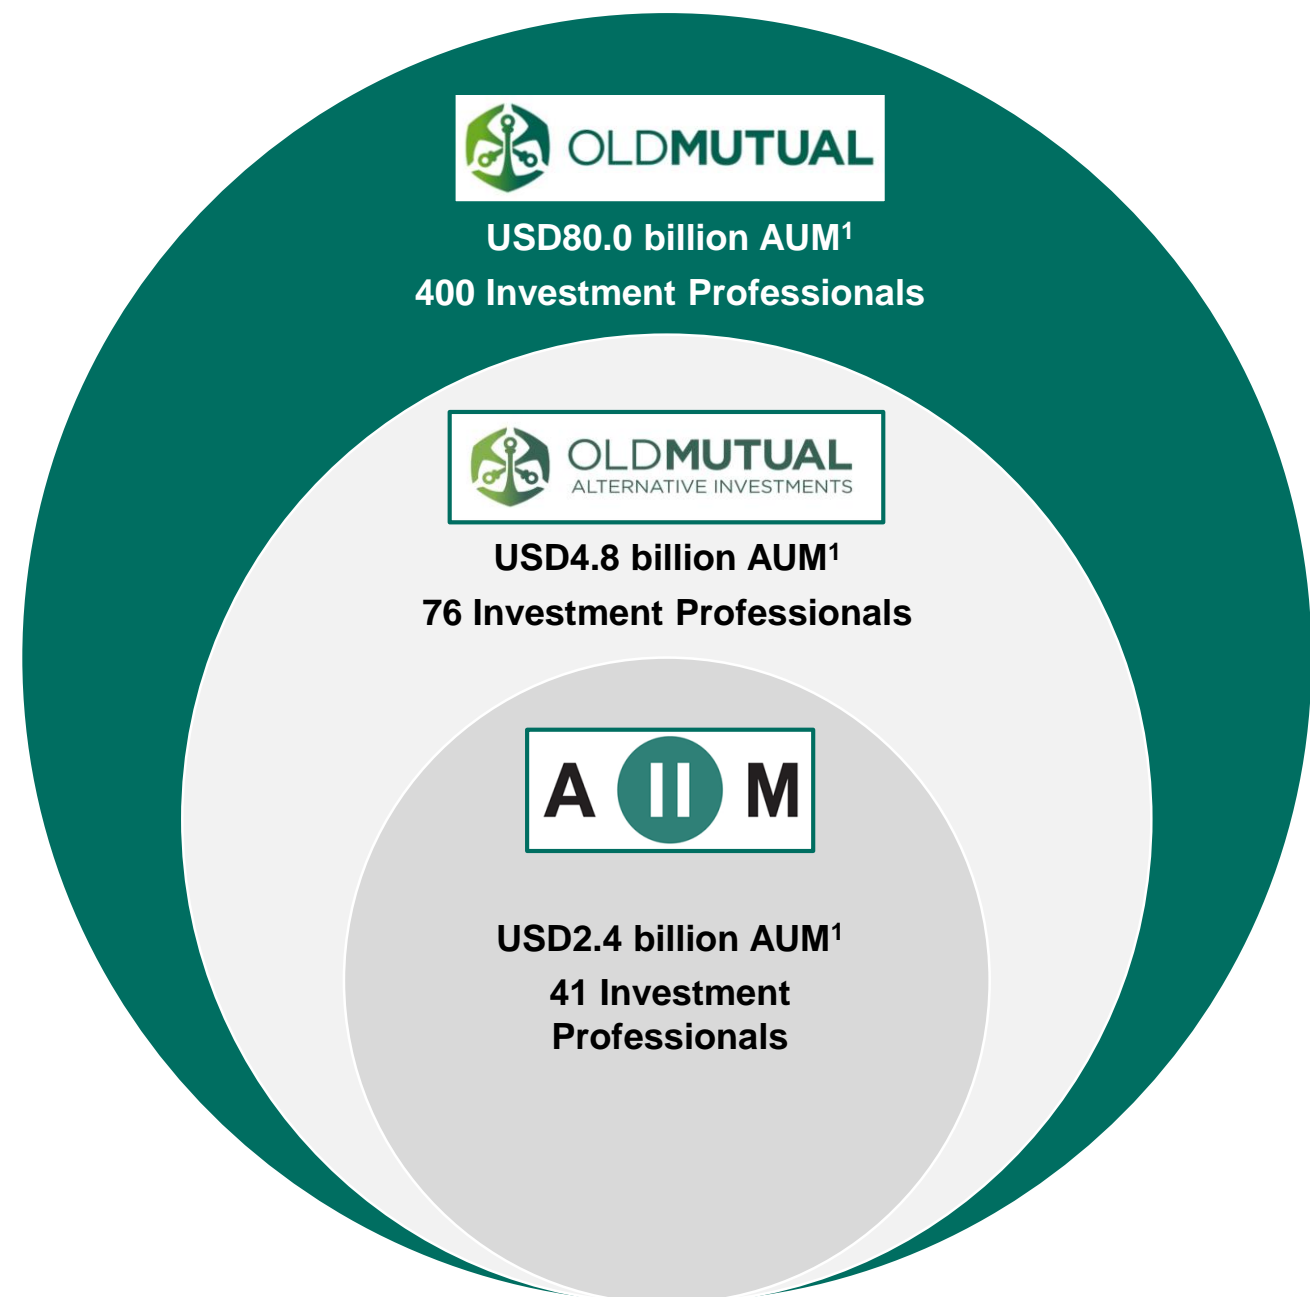 OLDMUTUAL
USD80.0 billion AUM¹
400 Investment Professionals
OLDMUTUAL
ALTERNATIVE INVESTMENTS
USD4.8 billion AUM¹
76 Investment Professionals
A II M
USD2.4 billion AUM¹
41 Investment
Professionals